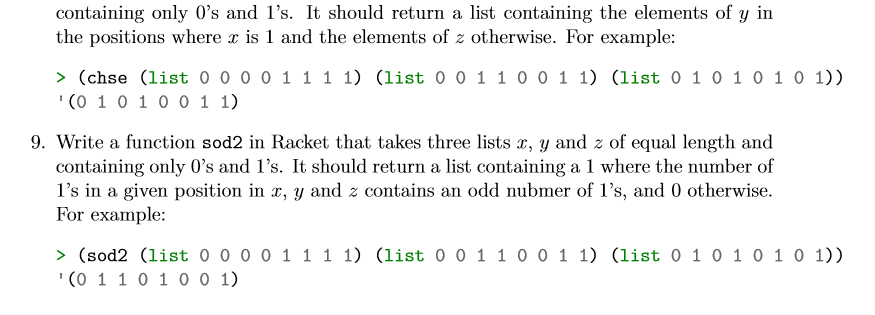 containing only 0's and 1's. It should return a list containing the elements of y in
the positions where x is 1 and the elements of z otherwise. For example:
> (chse (list 0 0 0 0 1 1 1 1) (list 0 0 1 1 0 0 1 1) (list 0 1 0 1 0 1 0 1))
'(0 1 0 1 0 0 1 1)
9. Write a function sod2 in Racket that takes three lists x, y and z of equal length and
containing only 0's and 1's. It should return a list containing a 1 where the number of
1's in a given position in x, y and z contains an odd nubmer of 1's, and 0 otherwise.
For example:
> (sod2 (list 0 0 0 0 1 1 1 1) (list 0 0 1 1 0 0 1 1) (list 0 1 0 1 0 1 0 1))
'(0 1 1 0 1 0 0 1)